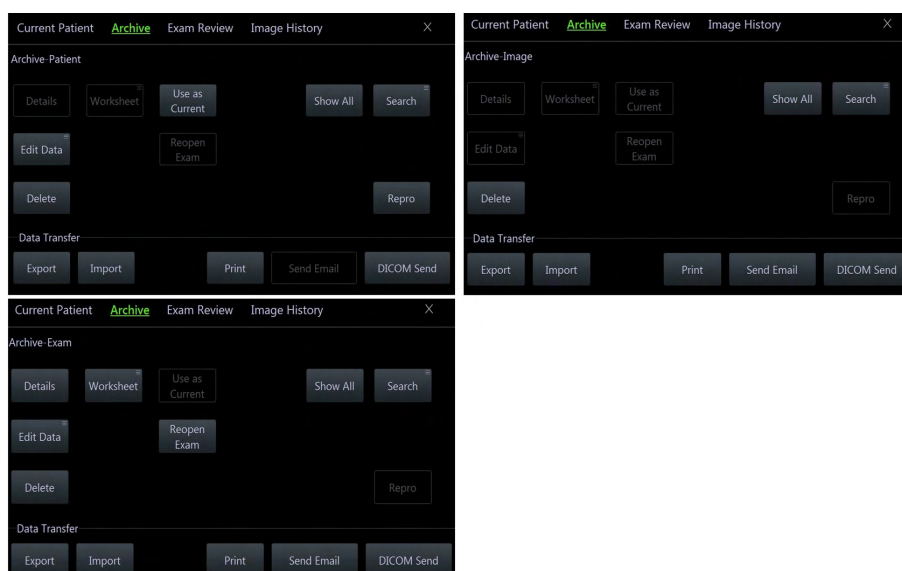 Current Patient Archive Exam Review Image History X
Archive-Patient
Details Worksheet Use as Current Show All Search
Edit Data Reopen Exam
Delete Repro
Data Transfer
Export Import Print Send Email DICOM Send
Current Patient Archive Exam Review Image History X
Archive-Image
Details Worksheet Use as Current Show All Search
Edit Data Reopen Exam
Delete Repro
Data Transfer
Export Import Print Send Email DICOM Send
Current Patient Archive Exam Review Image History X
Archive-Exam
Details Worksheet Use as Current Show All Search
Edit Data Reopen Exam
Delete Repro
Data Transfer
Export Import Print Send Email DICOM Send